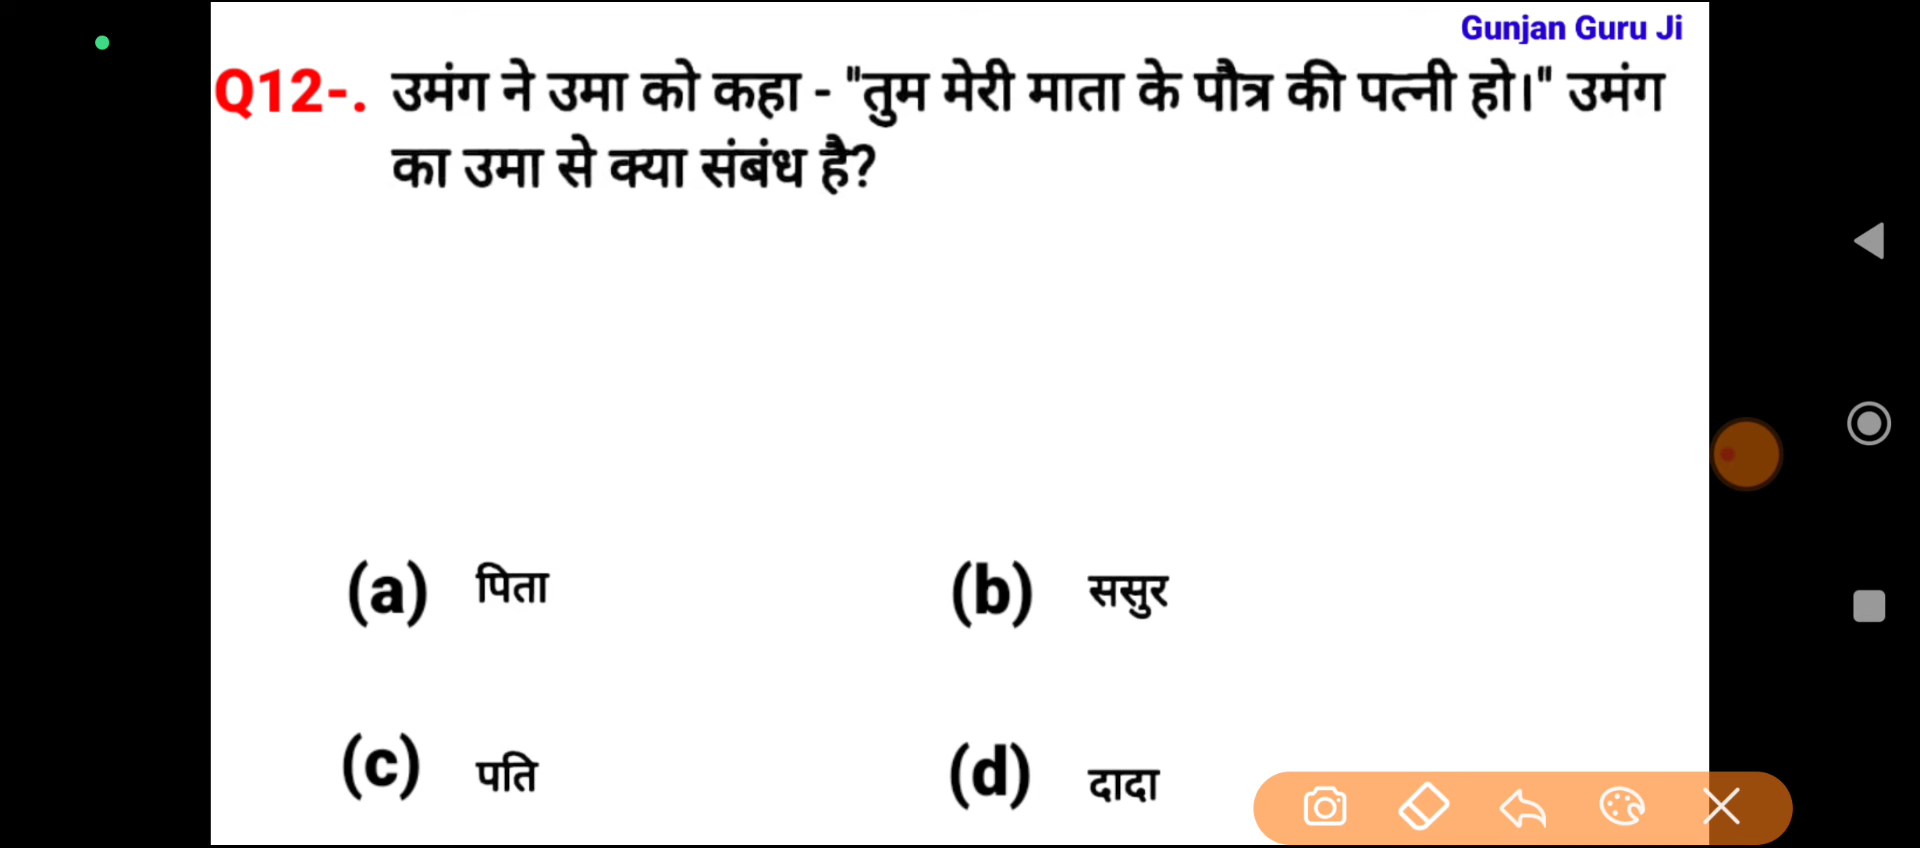 Gunjan Guru Ji
Q12-. उमंग ने उमा को कहा - "तुम मेरी माता के पौत्र की पत्नी हो।" उमंग
का उमा से क्या संबंध है?
(a) पिता (b) ससुर
(c) पति (d) दादा